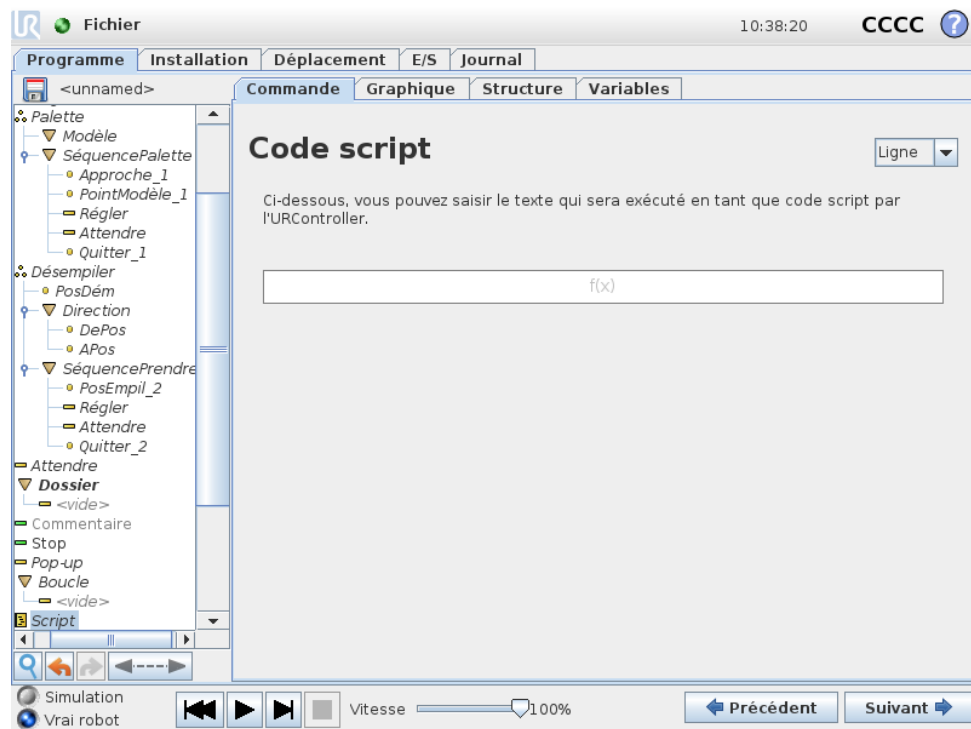 UR Fichier 10:38:20 CCCC ?
Programme Installation Déplacement E/S Journal
<unnamed> Commande Graphique Structure Variables
Palette
Modèle
SéquencePalette
Approche_1
PointModèle_1
Régler
Attendre
Quitter_1
Désempiler
PosDém
Direction
DePos
APos
SéquencePrendre
PosEmpil_2
Régler
Attendre
Quitter_2
Attendre
Dossier
<vide>
Commentaire
Stop
Pop-up
Boucle
<vide>
Script
Code script
Ligne
Ci-dessous, vous pouvez saisir le texte qui sera exécuté en tant que code script par
l'URController.
f(x)
Simulation
Vrai robot
Vitesse 100%
Précédent Suivant